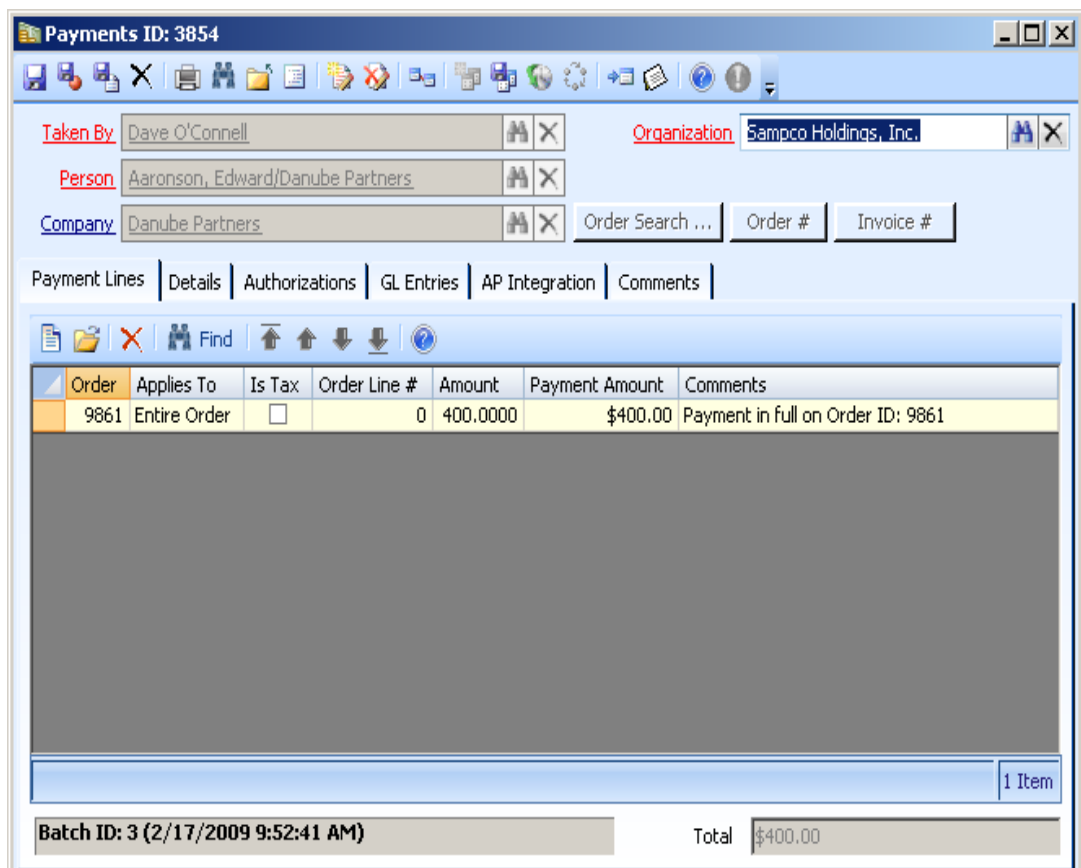 Payments ID: 3854
Taken By Dave O'Connell Organization Sampco Holdings, Inc.
Person Aaronson, Edward/Danube Partners
Company Danube Partners Order Search ... Order # Invoice #
Payment Lines Details Authorizations GL Entries AP Integration Comments
Find
Order Applies To Is Tax Order Line # Amount Payment Amount Comments
9861 Entire Order 0 400.0000 $400.00 Payment in full on Order ID: 9861
1 Item
Batch ID: 3 (2/17/2009 9:52:41 AM) Total $400.00